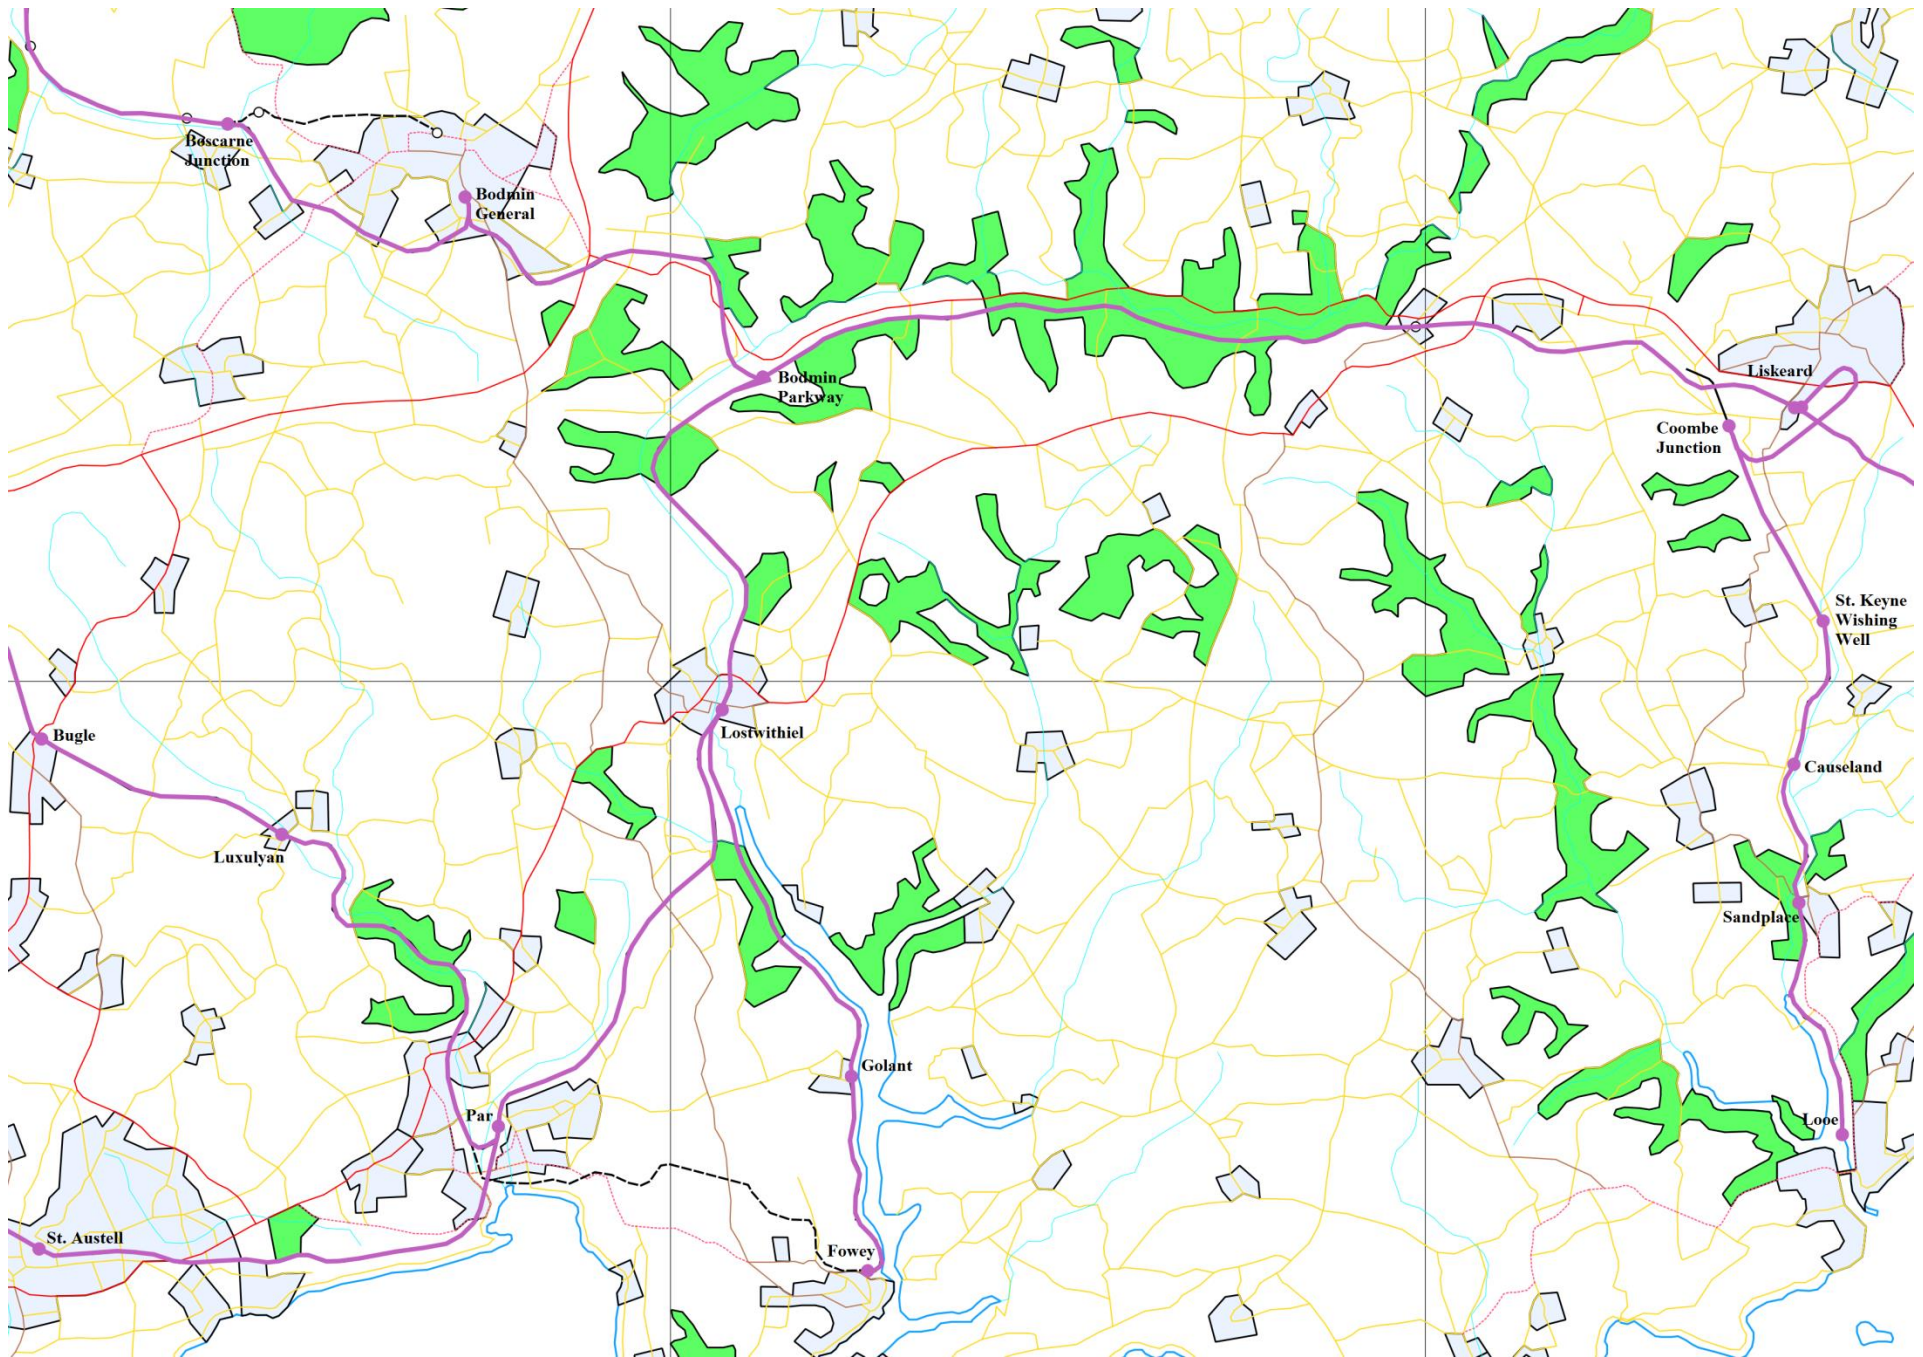 Boscarne
Junction
Bodmin
General
Bodmin
Parkway
Liskeard
Coombe
Junction
St. Keyne
Wishing
Well
Lostwithiel
Bugle
Causeland
Luxulyan
Sandplace
Golant
Par
Looe
St. Austell
Fowey